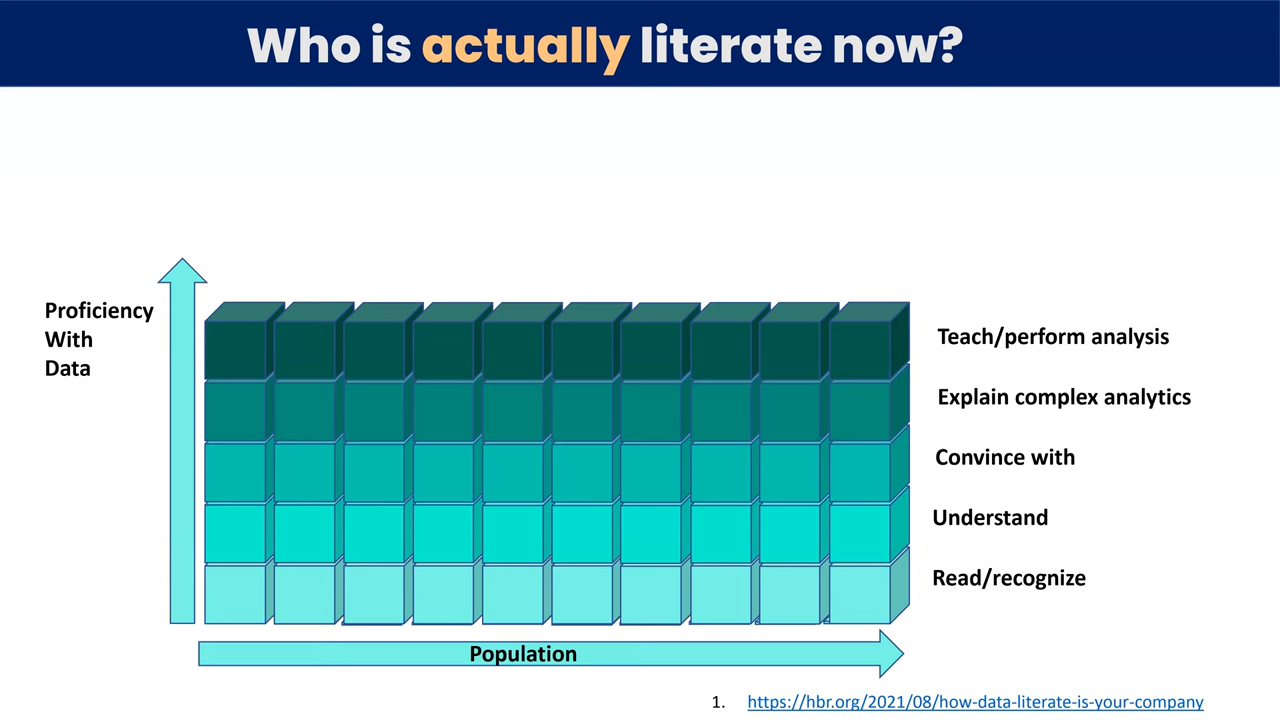 Who is actually literate now?
Proficiency
With
Data
Teach/perform analysis
Explain complex analytics
Convince with
Understand
Read/recognize
Population
1. https://hbr.org/2021/08/how-data-literate-is-your-company